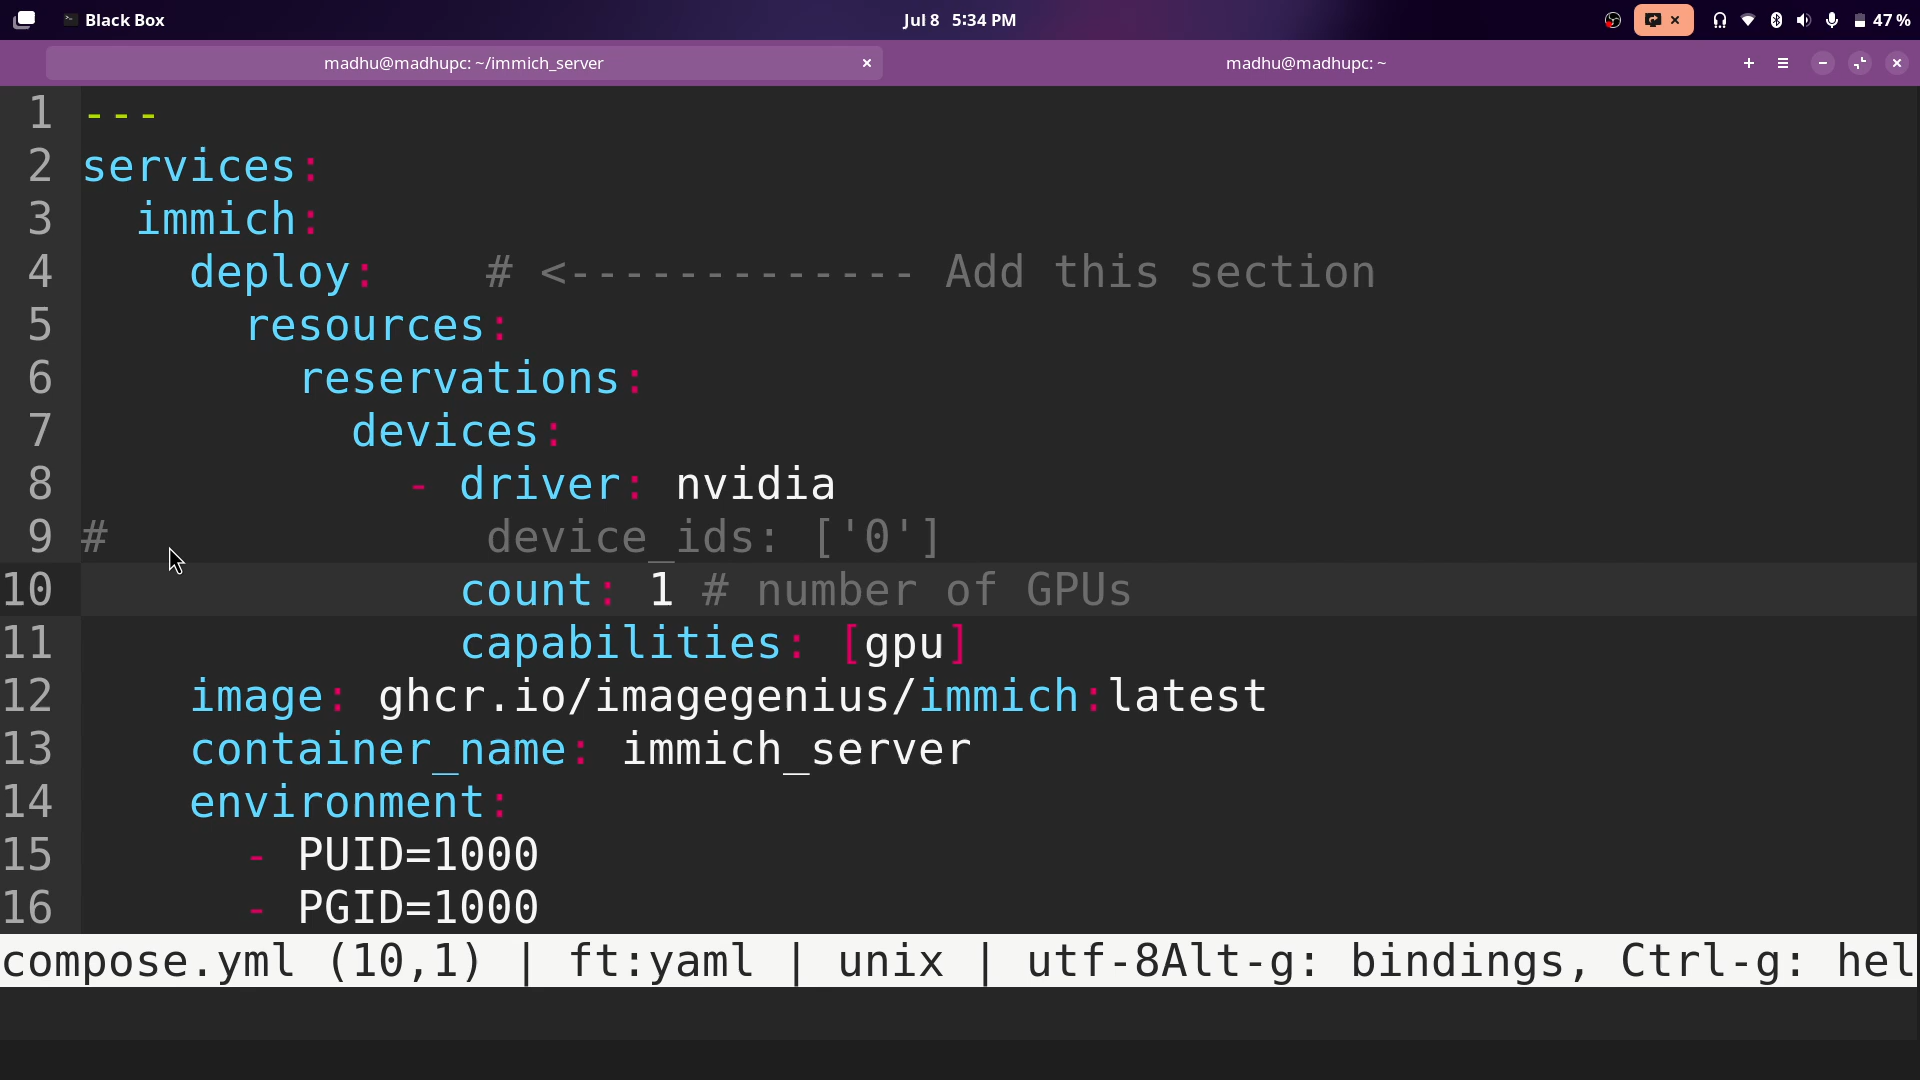 Black Box
Jul 8 5:34 PM
47 %
madhu@madhupc: ~/immich_server
madhu@madhupc: ~
1 ---
2 services:
3   immich:
4     deploy:    # <------------- Add this section
5       resources:
6         reservations:
7           devices:
8             - driver: nvidia
9 #              device_ids: ['0']
10               count: 1 # number of GPUs
11               capabilities: [gpu]
12     image: ghcr.io/imagegenius/immich:latest
13     container_name: immich_server
14     environment:
15       - PUID=1000
16       - PGID=1000
compose.yml (10,1) | ft:yaml | unix | utf-8Alt-g: bindings, Ctrl-g: hel